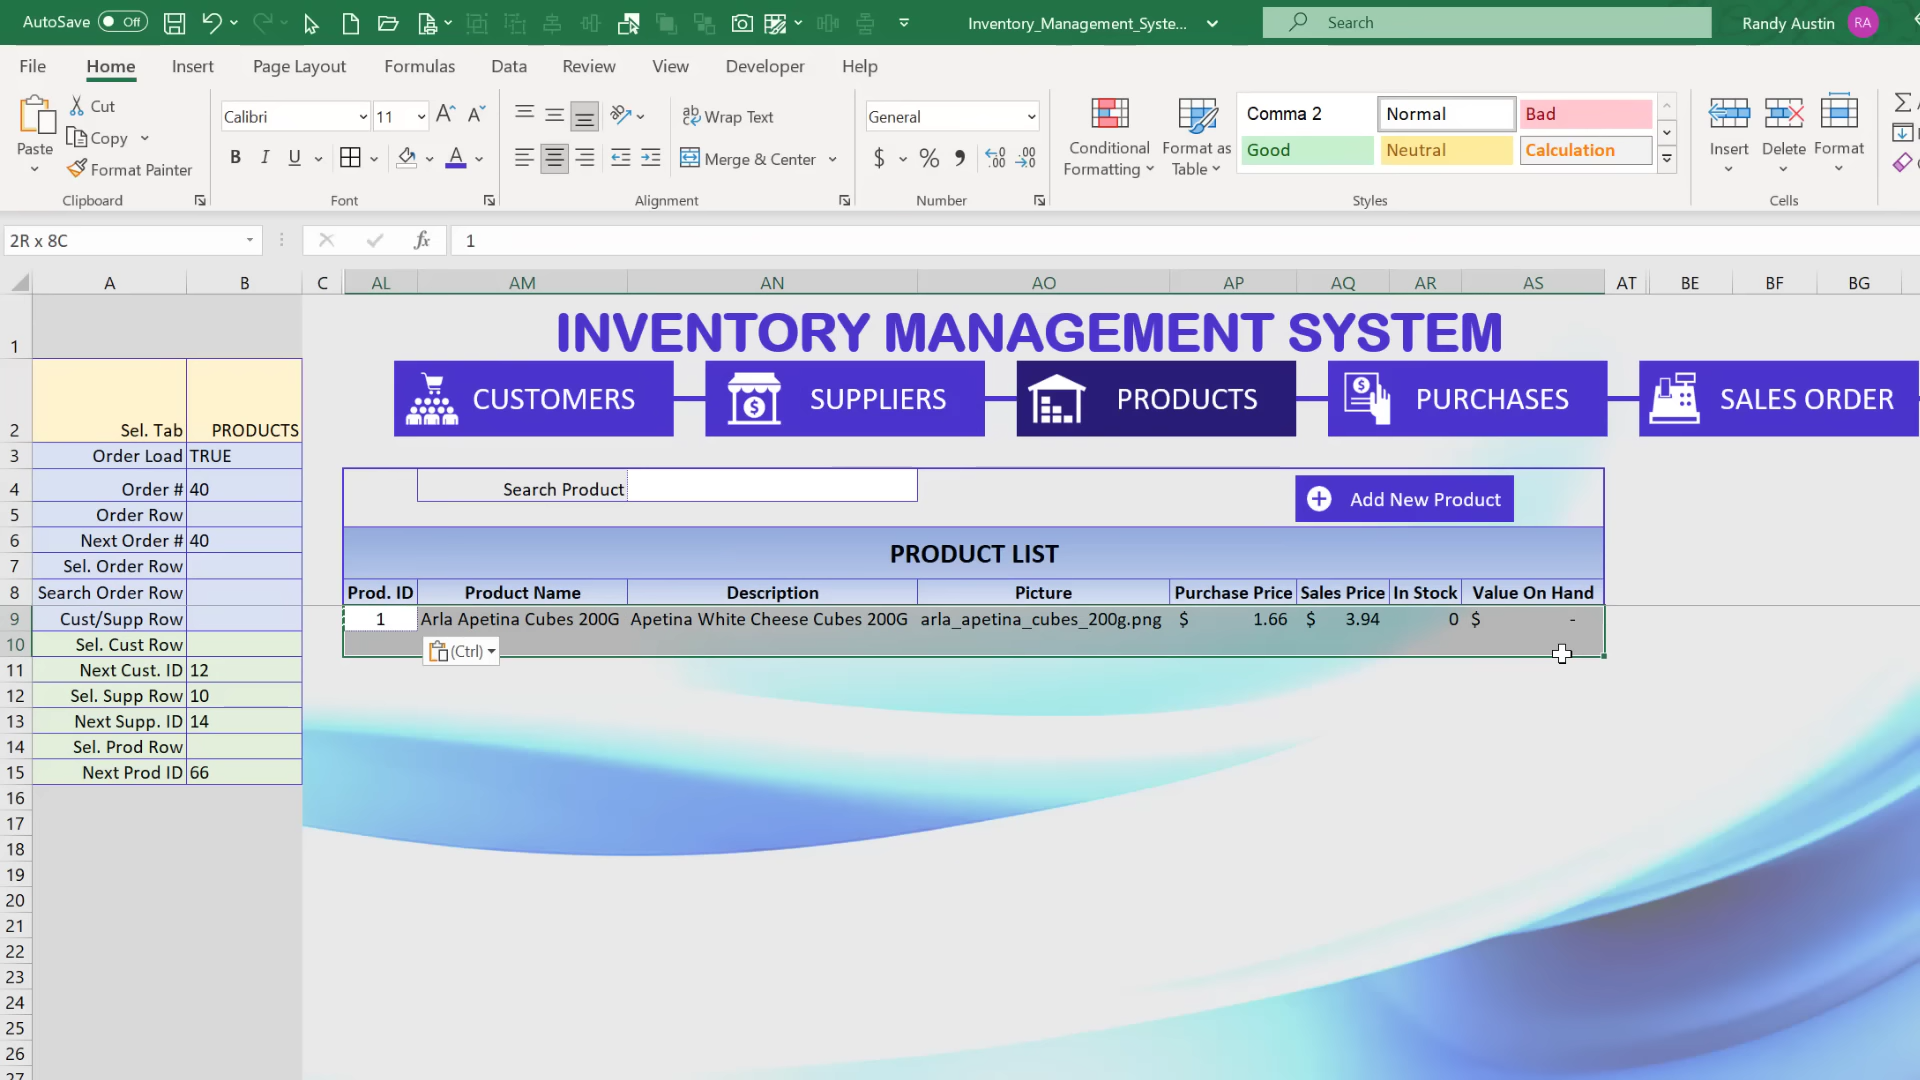 AutoSave Off Inventory_Management_Syste... Search Randy Austin RA
File Home Insert Page Layout Formulas Data Review View Developer Help
Paste Cut Copy Format Painter Clipboard
Calibri 11 A A B I U A Font
ab Wrap Text Merge & Center Alignment
General $ % 9 .00 .00 Number
Conditional Formatting Format as Table Comma 2 Normal Bad Good Neutral Calculation Styles
Insert Delete Format Cells
2R x 8C fx 1
A B C AL AM AN AO AP AQ AR AS AT BE BF BG
1 INVENTORY MANAGEMENT SYSTEM
CUSTOMERS SUPPLIERS PRODUCTS PURCHASES SALES ORDER
2 Sel. Tab PRODUCTS
3 Order Load TRUE
4 Order # 40 Search Product Add New Product
5 Order Row
6 Next Order # 40 PRODUCT LIST
7 Sel. Order Row
8 Search Order Row Prod. ID Product Name Description Picture Purchase Price Sales Price In Stock Value On Hand
9 Cust/Supp Row 1 Arla Apetina Cubes 200G Apetina White Cheese Cubes 200G arla_apetina_cubes_200g.png $ 1.66 $ 3.94 0 $ -
10 Sel. Cust Row (Ctrl)
11 Next Cust. ID 12
12 Sel. Supp Row 10
13 Next Supp. ID 14
14 Sel. Prod Row
15 Next Prod ID 66
16
17
18
19
20
21
22
23
24
25
26
27